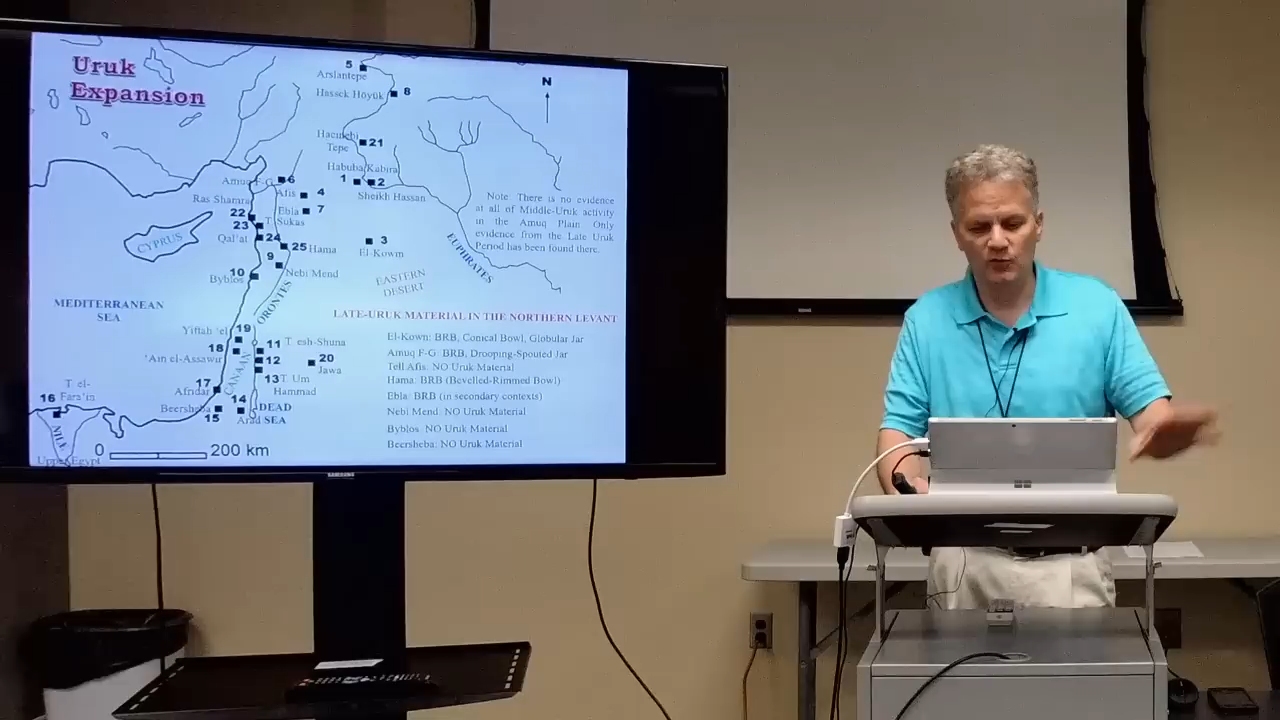 Uruk
Expansion
5
Arslantepe
Hassek Höyük
8
N
Hacinebi
Tepe
21
Habuba Kabira
1
2
Sheikh Hassan
Amuq F-G
6
Afis
4
Ras Shamra
Ebla
7
22
T. Sukas
23
Qal'at
24
25
Hama
3
El-Kowm
9
Nebi Mend
10
Byblos
CYPRUS
EUPHRATES
EASTERN
DESERT
ORONTES
Note There is no evidence
at all of Middle-Uruk activity
in the Amuq Plain Only
evidence from the Late Uruk
Period has been found there.
MEDITERRANEAN
SEA
LATE-URUK MATERIAL IN THE NORTHERN LEVANT
El-Kown: BRB, Conical Bowl, Globular Jar
Amuq F-G: BRB, Drooping-Spouted Jar
Tell Afis: NO Uruk Material
Hama: BRB (Bevelled-Rimmed Bowl)
Ebla: BRB (in secondary contexts)
Nebi Mend: NO Uruk Material
Byblos: NO Uruk Material
Beersheba: NO Uruk Material
Yiftah 'el
19
18
'Ain el-Assawir
11
T. esh-Shuna
12
20
Jawa
13
T. Um
Hammad
CANAAN
17
Afridar
T. el-
Fara'in
16
Beersheba
15
14
Arad
DEAD
SEA
NILE
Upper Egypt
0
200 km
SAMSUNG